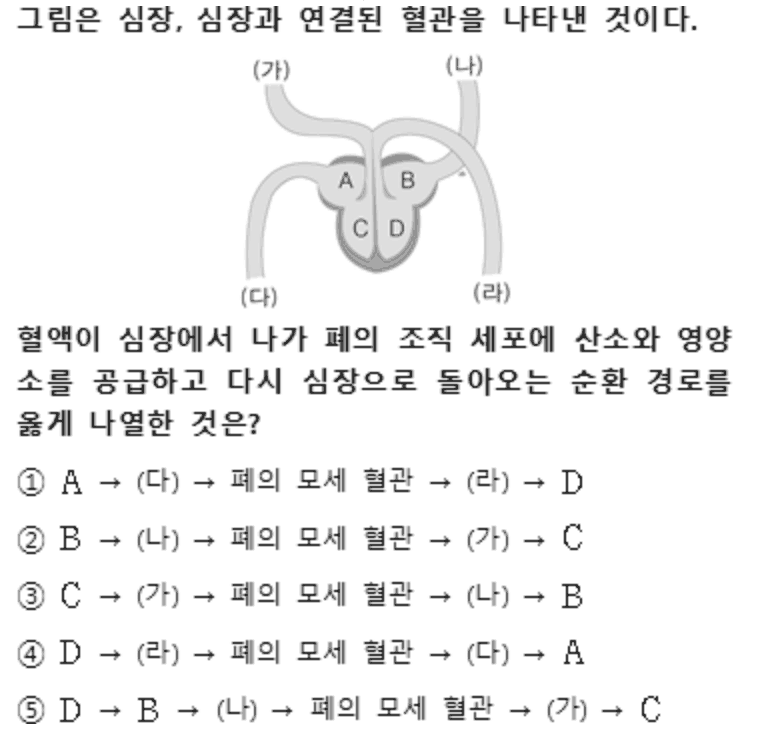 그림은 심장, 심장과 연결된 혈관을 나타낸 것이다.
(가) (나)
A B
C D
(다) (라)
혈액이 심장에서 나가 폐의 조직 세포에 산소와 영양
소를 공급하고 다시 심장으로 돌아오는 순환 경로를
옳게 나열한 것은?
① A → (다) → 폐의 모세 혈관 → (라) → D
② B → (나) → 폐의 모세 혈관 → (가) → C
③ C → (가) → 폐의 모세 혈관 → (나) → B
④ D → (라) → 폐의 모세 혈관 → (다) → A
⑤ D → B → (나) → 폐의 모세 혈관 → (가) → C